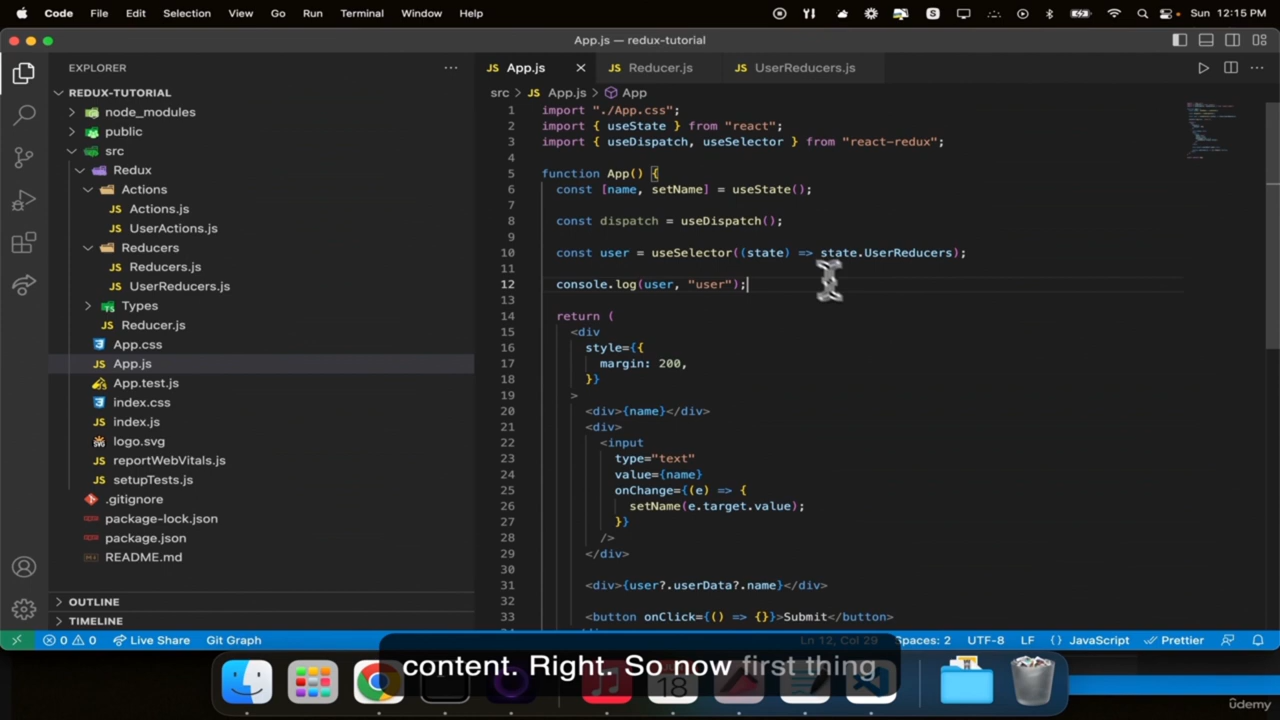 Code File Edit Selection View Go Run Terminal Window Help Sun 12:15 PM
App.js — redux-tutorial
EXPLORER
REDUX-TUTORIAL
node_modules
public
src
Redux
Actions
Actions.js
UserActions.js
Reducers
Reducers.js
UserReducers.js
Types
Reducer.js
App.css
App.js
App.test.js
index.css
index.js
logo.svg
reportWebVitals.js
setupTests.js
.gitignore
package-lock.json
package.json
README.md
OUTLINE
TIMELINE
JS App.js JS Reducer.js JS UserReducers.js
src > JS App.js > App
1 import "./App.css";
2 import { useState } from "react";
3 import { useDispatch, useSelector } from "react-redux";
4
5 function App() {
6 const [name, setName] = useState();
7
8 const dispatch = useDispatch();
9
10 const user = useSelector((state) => state.UserReducers);
11
12 console.log(user, "user");
13
14 return (
15 <div
16 style={{
17 margin: 200,
18 }}
19 >
20 <div>{name}</div>
21 <div>
22 <input
23 type="text"
24 value={name}
25 onChange={(e) => {
26 setName(e.target.value);
27 }}
28 />
29 </div>
30
31 <div>{user?.userData?.name}</div>
32
33 <button onClick={() => {}}>Submit</button>
0 0 Live Share Git Graph Ln 12, Col 29 Spaces: 2 UTF-8 LF {} JavaScript Prettier
content. Right. So now first thing
18
ûdemy